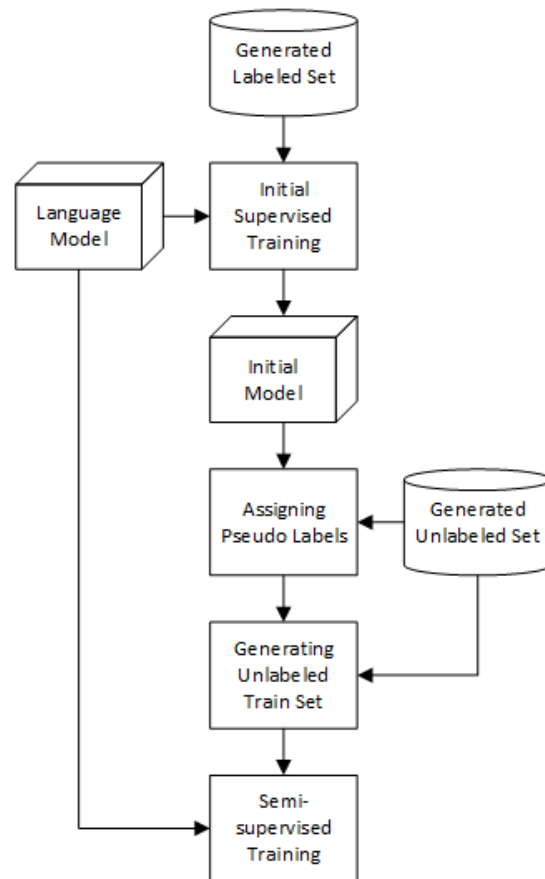 Generated
Labeled Set
Language
Model
Initial
Supervised
Training
Initial
Model
Assigning
Pseudo Labels
Generated
Unlabeled Set
Generating
Unlabeled
Train Set
Semi-
supervised
Training